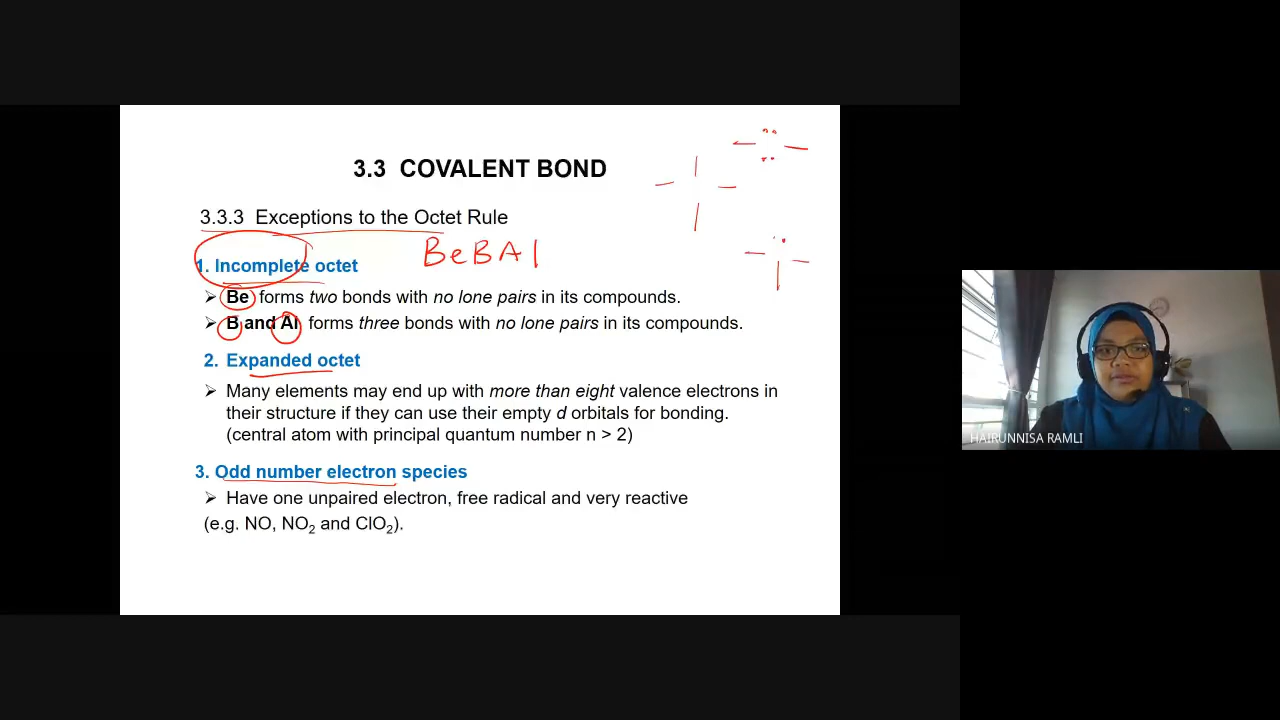 3.3 COVALENT BOND
3.3.3 Exceptions to the Octet Rule
BeBAl
1. Incomplete octet
➢ Be forms two bonds with no lone pairs in its compounds.
➢ B and Al forms three bonds with no lone pairs in its compounds.
2. Expanded octet
➢ Many elements may end up with more than eight valence electrons in
their structure if they can use their empty d orbitals for bonding.
(central atom with principal quantum number n > 2)
3. Odd number electron species
➢ Have one unpaired electron, free radical and very reactive
(e.g. NO, NO₂ and ClO₂).
HAIRUNNISA RAMLI